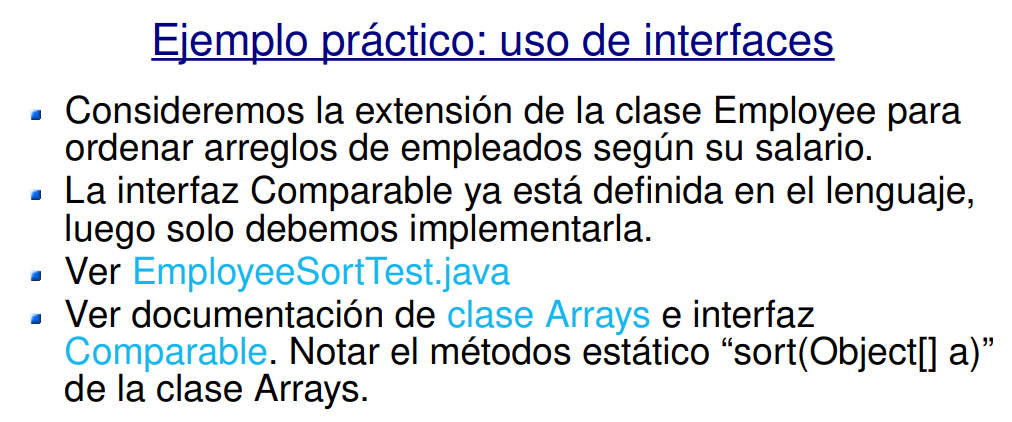 Ejemplo práctico: uso de interfaces
Consideremos la extensión de la clase Employee para
ordenar arreglos de empleados según su salario.
La interfaz Comparable ya está definida en el lenguaje,
luego solo debemos implementarla.
Ver EmployeeSortTest.java
Ver documentación de clase Arrays e interfaz
Comparable. Notar el métodos estático “sort(Object[] a)”
de la clase Arrays.